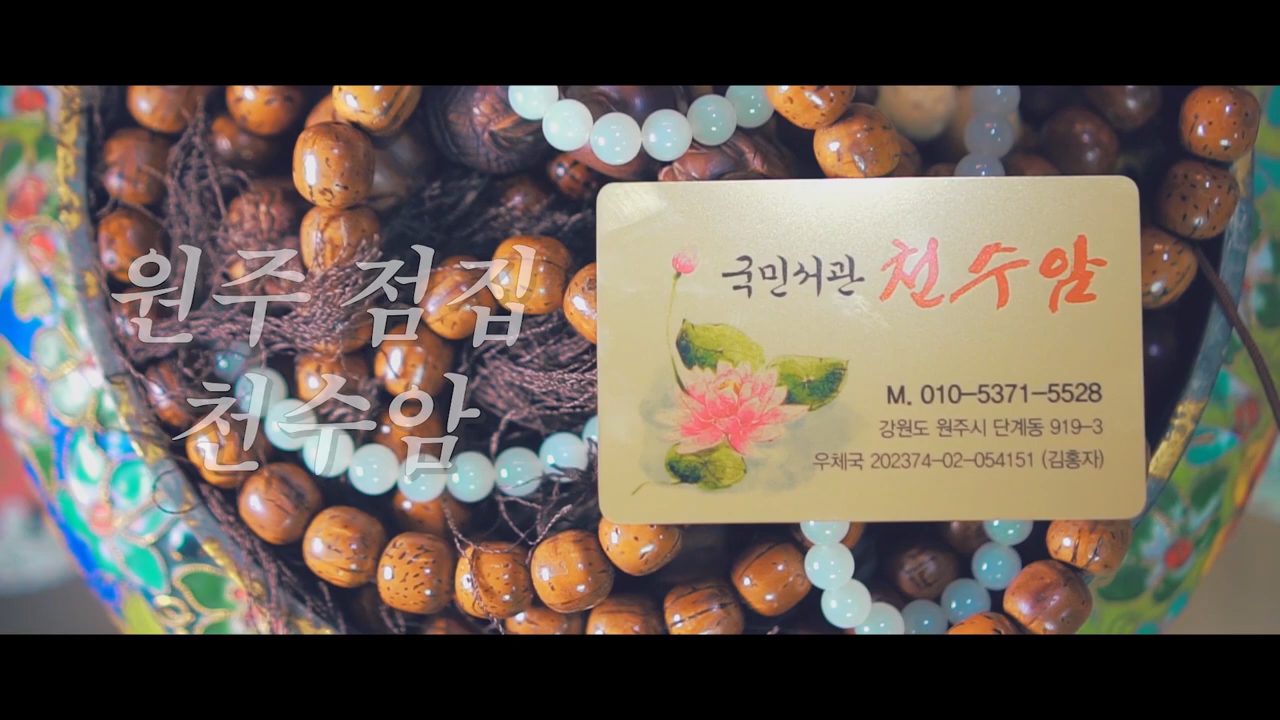 원주 점집
천수암
국민서관 천수암
M. 010-5371-5528
강원도 원주시 단계동 919-3
우체국 202374-02-054151 (김홍자)